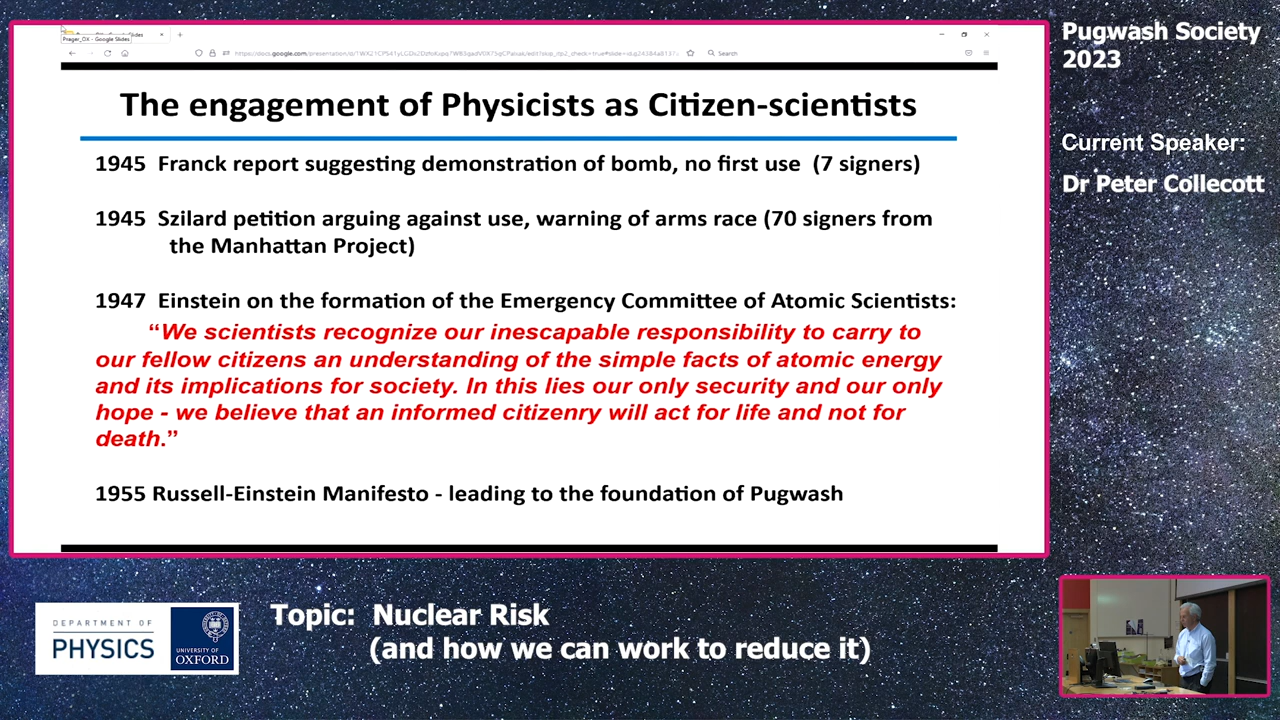 Prager_OX - Google Slides
Search
The engagement of Physicists as Citizen-scientists
1945 Franck report suggesting demonstration of bomb, no first use (7 signers)
1945 Szilard petition arguing against use, warning of arms race (70 signers from
the Manhattan Project)
1947 Einstein on the formation of the Emergency Committee of Atomic Scientists:
“We scientists recognize our inescapable responsibility to carry to
our fellow citizens an understanding of the simple facts of atomic energy
and its implications for society. In this lies our only security and our only
hope - we believe that an informed citizenry will act for life and not for
death.”
1955 Russell-Einstein Manifesto - leading to the foundation of Pugwash
Pugwash Society
2023
Current Speaker:
Dr Peter Collecott
DEPARTMENT OF
PHYSICS
UNIVERSITY OF
OXFORD
Topic: Nuclear Risk
(and how we can work to reduce it)